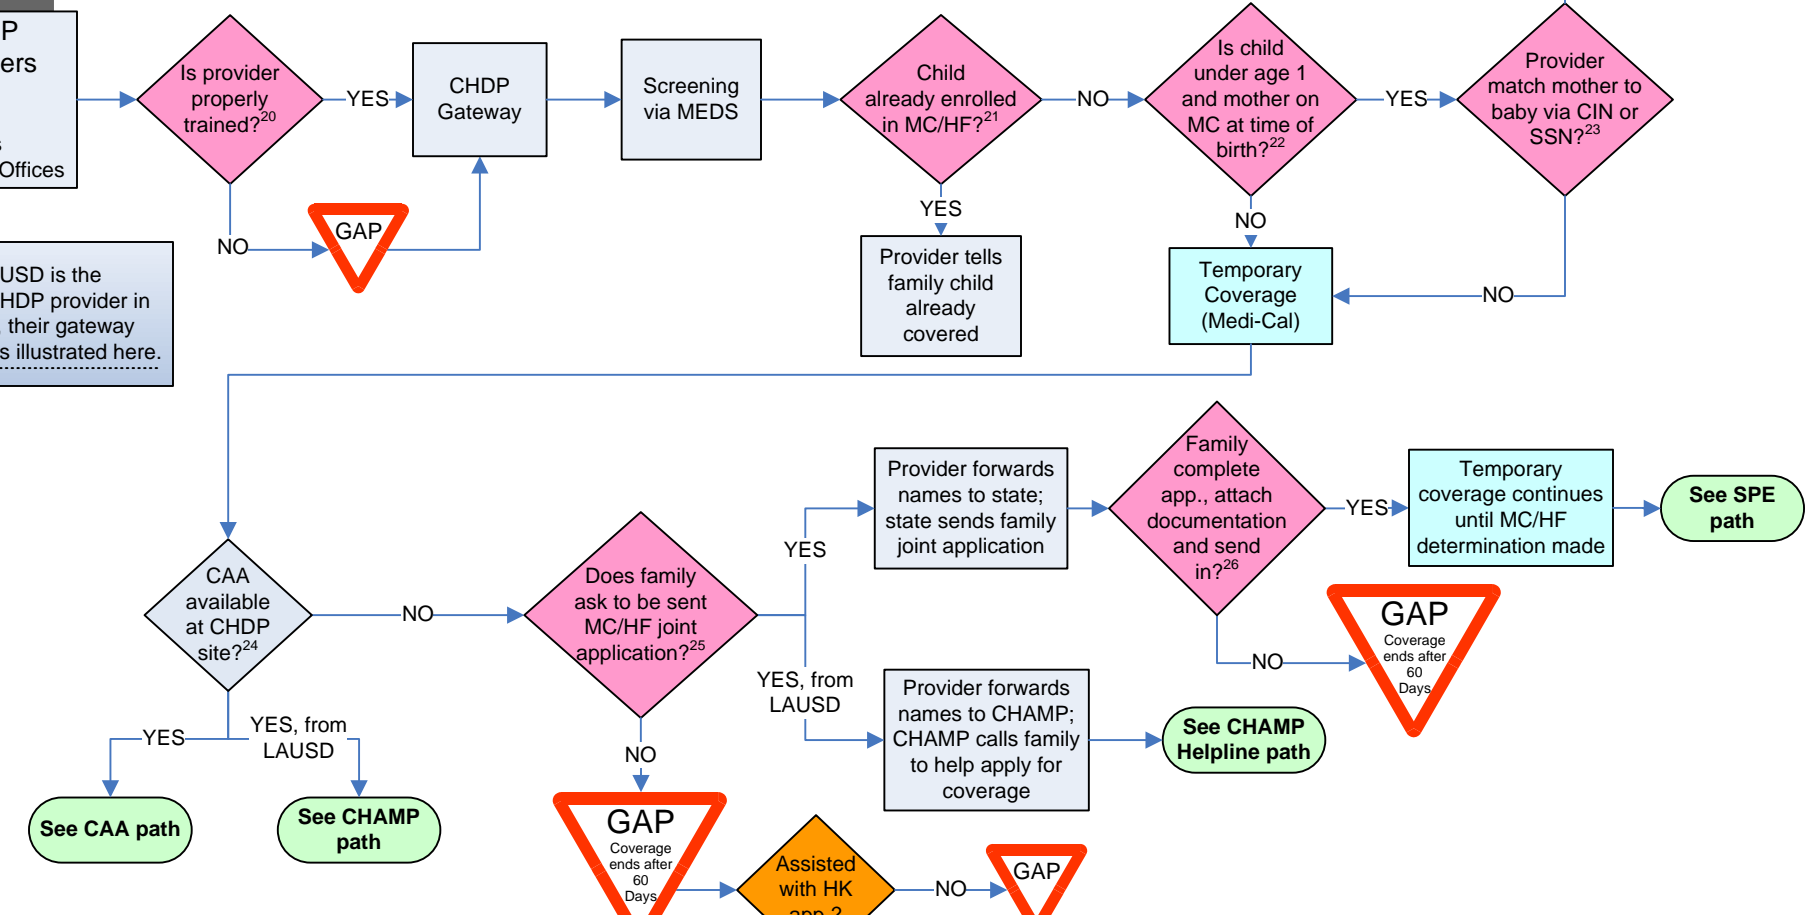 P
ers
s
Offices
Is provider
properly
trained?20
YES
CHDP
Gateway
Screening
via MEDS
Child
already enrolled
in MC/HF?21
NO
Is child
under age 1
and mother on
MC at time of
birth?22
YES
Provider
match mother to
baby via CIN or
SSN?23
NO
GAP
YES
NO
Provider tells
family child
already
covered
Temporary
Coverage
(Medi-Cal)
NO
USD is the
HDP provider in
, their gateway
s illustrated here.
CAA
available
at CHDP
site?24
NO
Does family
ask to be sent
MC/HF joint
application?25
YES
Provider forwards
names to state;
state sends family
joint application
Family
complete
app., attach
documentation
and send
in?26
YES
Temporary
coverage continues
until MC/HF
determination made
See SPE
path
NO
GAP
Coverage
ends after
60
Days
YES, from
LAUSD
Provider forwards
names to CHAMP;
CHAMP calls family
to help apply for
coverage
See CHAMP
Helpline path
YES
YES, from
LAUSD
See CAA path
See CHAMP
path
NO
GAP
Coverage
ends after
60
Days
Assisted
with HK
app.?
NO
GAP